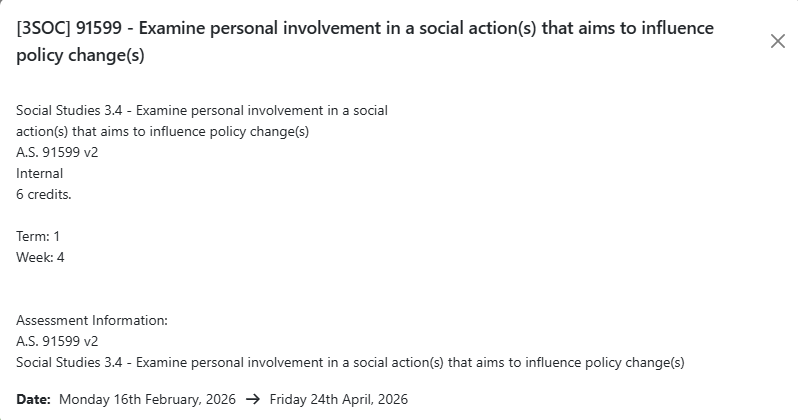 [3SOC] 91599 - Examine personal involvement in a social action(s) that aims to influence
policy change(s)
Social Studies 3.4 - Examine personal involvement in a social
action(s) that aims to influence policy change(s)
A.S. 91599 v2
Internal
6 credits.
Term: 1
Week: 4
Assessment Information:
A.S. 91599 v2
Social Studies 3.4 - Examine personal involvement in a social action(s) that aims to influence policy change(s)
Date: Monday 16th February, 2026 → Friday 24th April, 2026